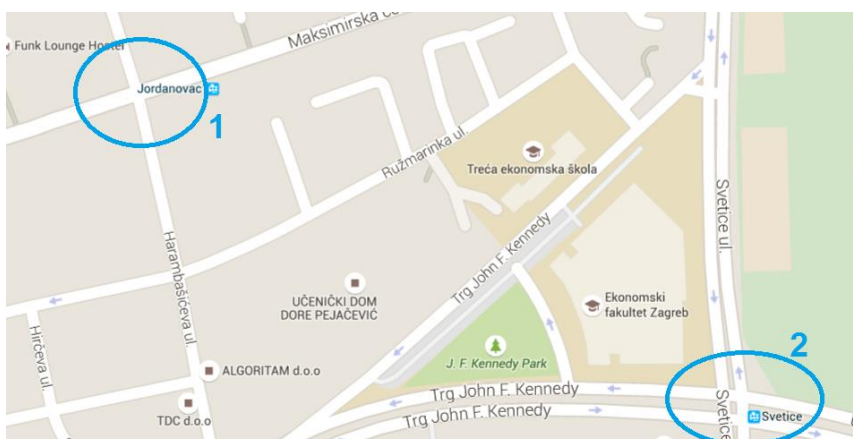 Maksimirska
Funk Lounge Hostel
Jordanovac
1
Ružmarinka ul.
Treća ekonomska škola
Svetice ul.
Harambašićeva ul.
Trg John F. Kennedy
UČENIČKI DOM
DORE PEJAČEVIĆ
Ekonomski
fakultet Zagreb
Hirčeva ul.
ALGORITAM d.o.o
J. F. Kennedy Park
2
Trg John F. Kennedy
TDC d.o.o
Trg John F. Kennedy
Svetice
Svetice